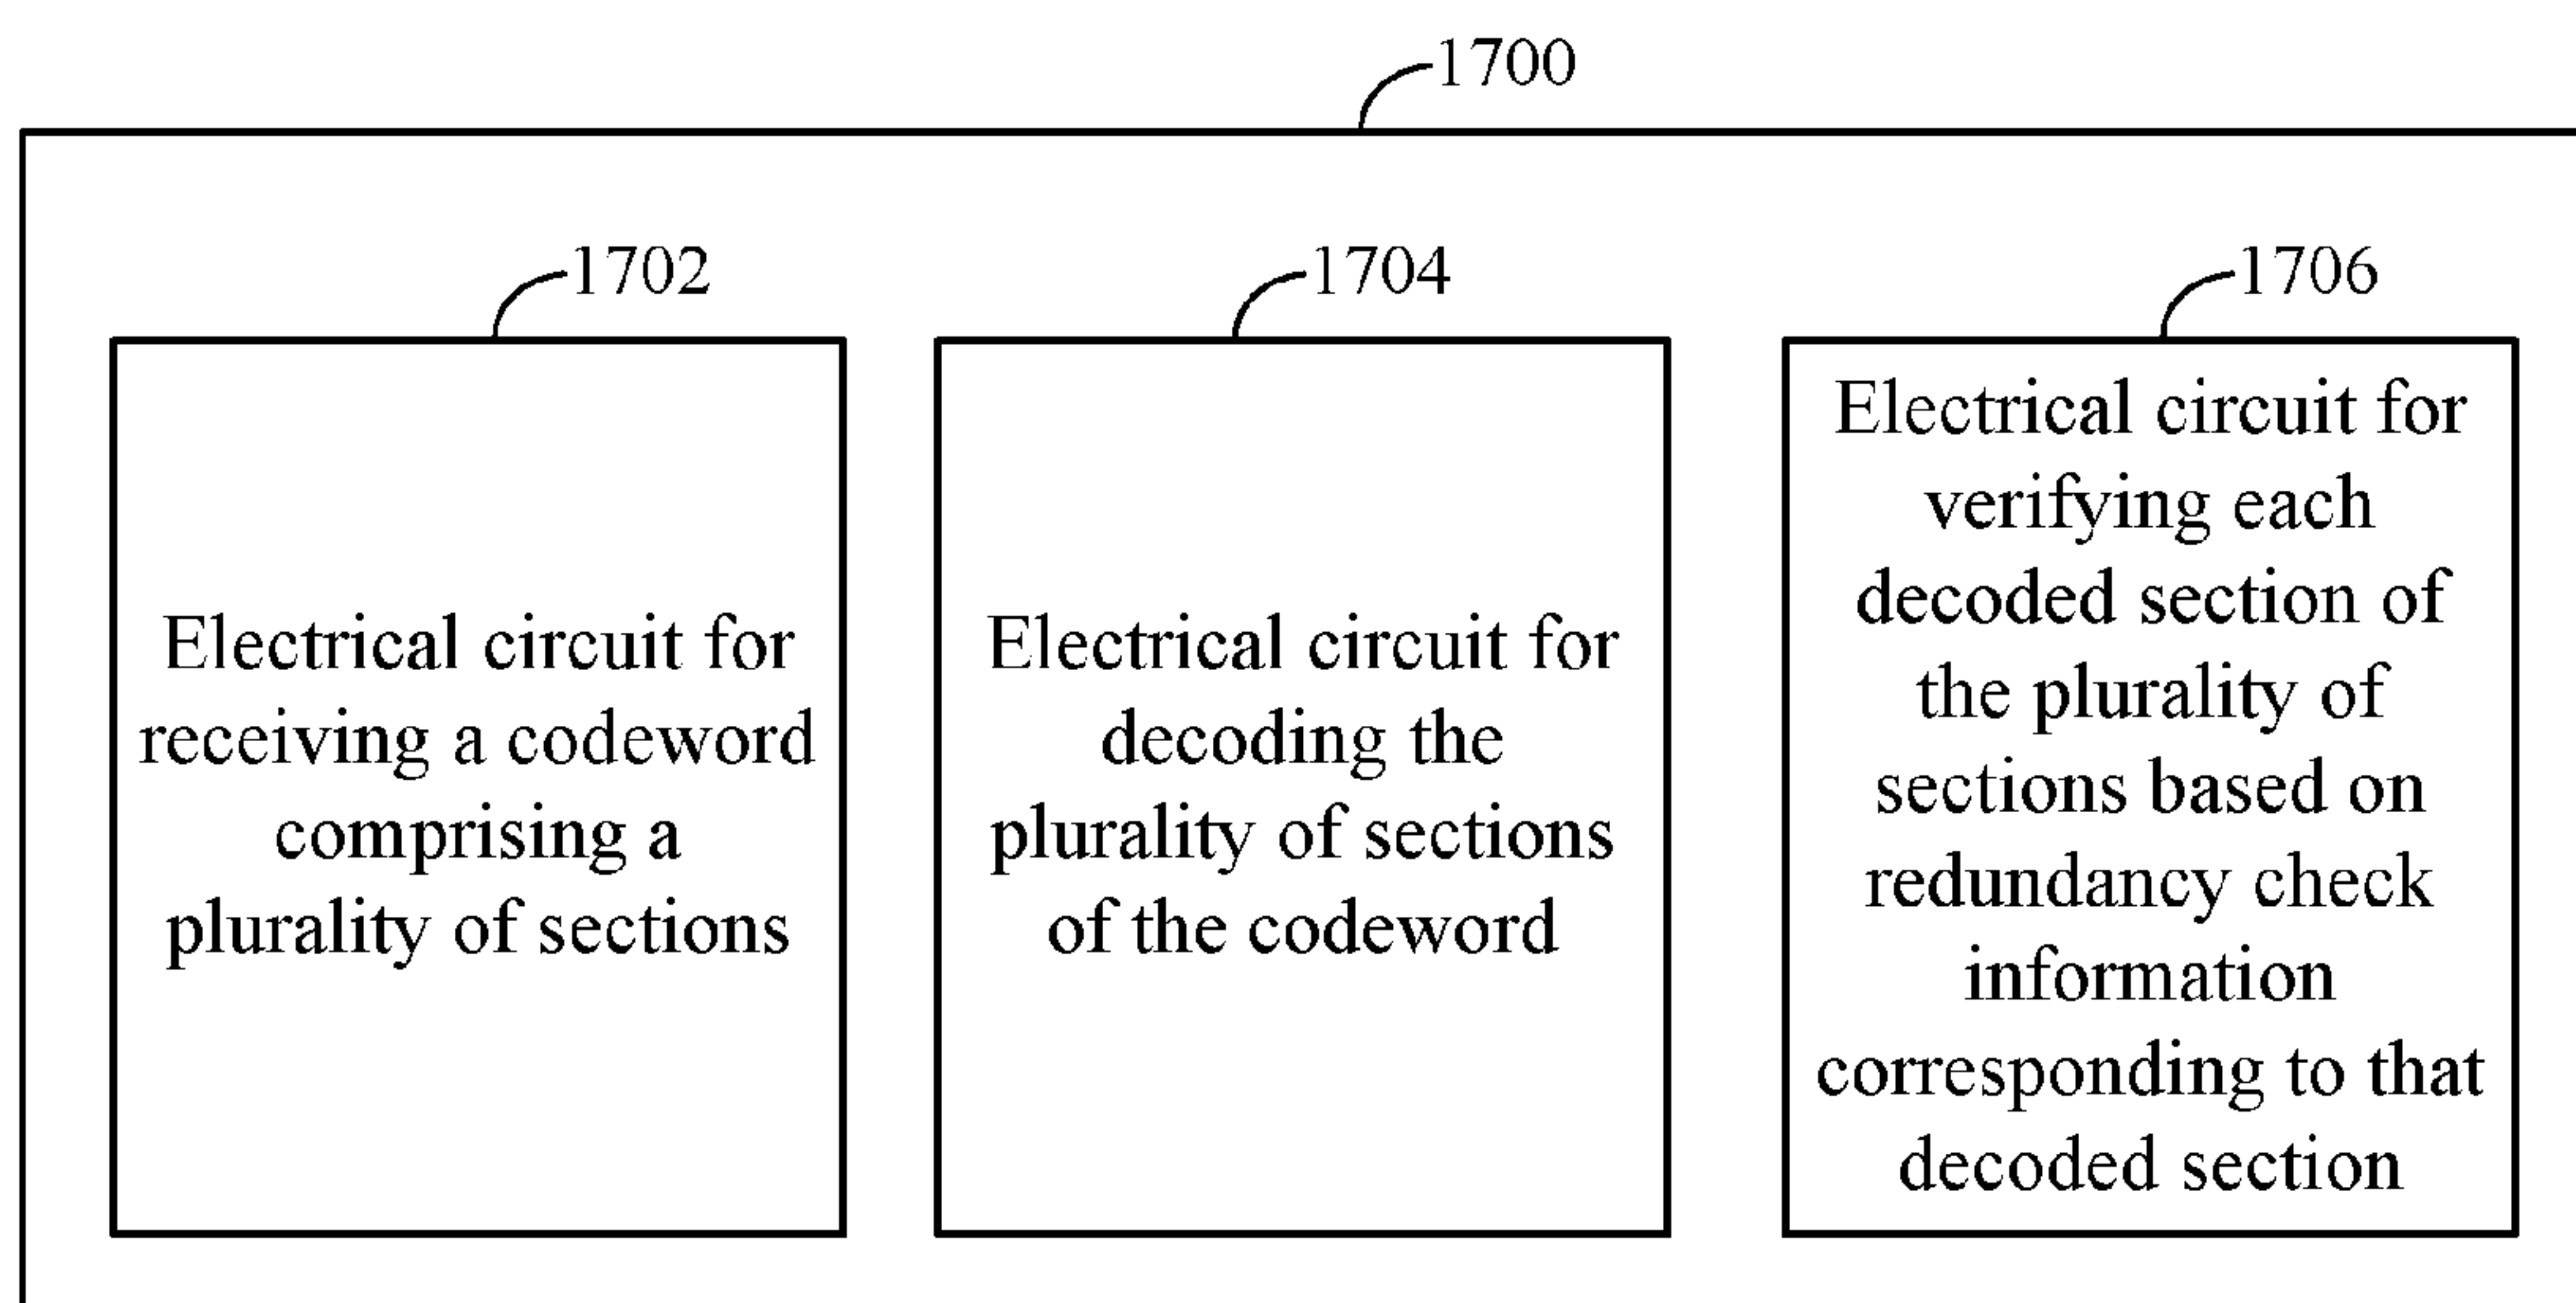 1700
1702
Electrical circuit for
receiving a codeword
comprising a
plurality of sections
1704
Electrical circuit for
decoding the
plurality of sections
of the codeword
1706
Electrical circuit for
verifying each
decoded section of
the plurality of
sections based on
redundancy check
information
corresponding to that
decoded section